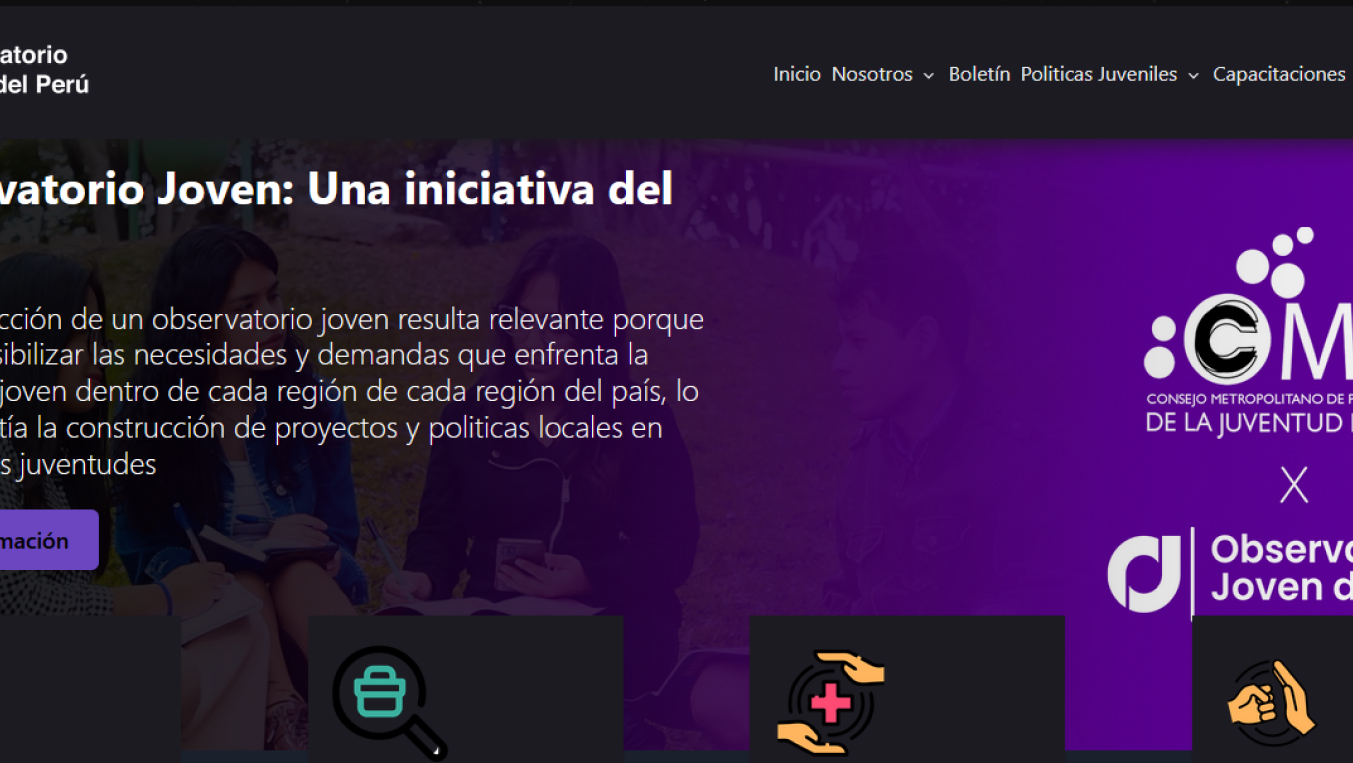 atorio
del Perú
Inicio Nosotros Boletín Politicas Juveniles Capacitaciones
vatorio Joven: Una iniciativa del
cción de un observatorio joven resulta relevante porque
sibilizar las necesidades y demandas que enfrenta la
joven dentro de cada región de cada región del país, lo
tía la construcción de proyectos y politicas locales en
s juventudes
mación
COM
CONSEJO METROPOLITANO DE P
DE LA JUVENTUD
X
Observa
Joven d